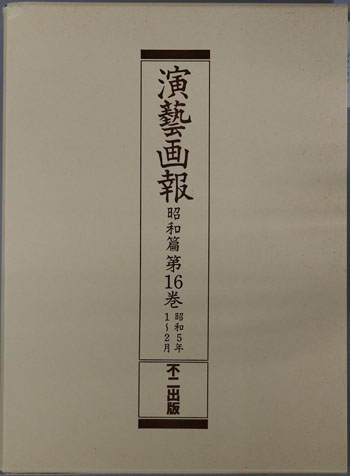 演藝画報
昭和篇 第16巻
昭和5年
1～2月
不二出版